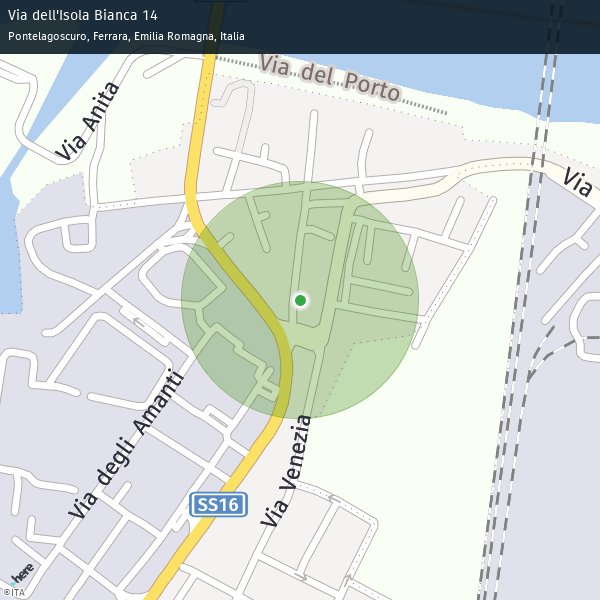 Via dell'Isola Bianca 14
Pontelagoscuro, Ferrara, Emilia Romagna, Italia
Via del Porto
Via Anita
Via
Via degli Amanti
Via Venezia
SS16
here
©ITA